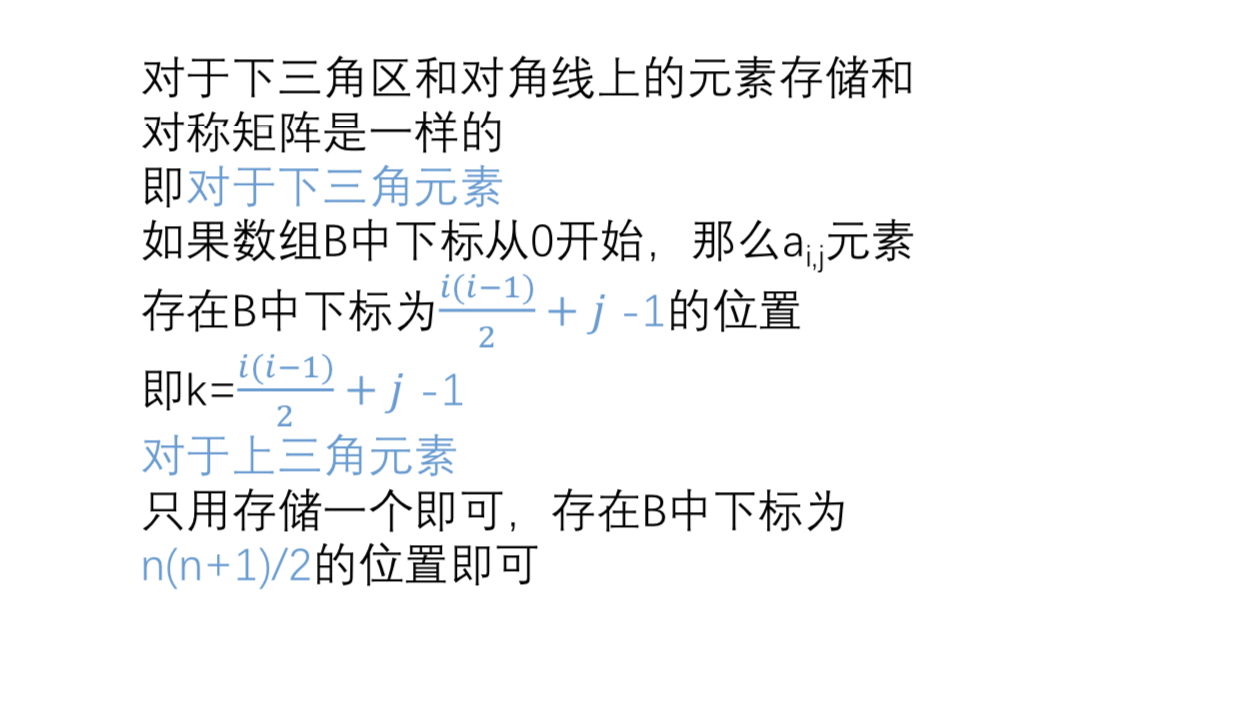 对于下三角区和对角线上的元素存储和
对称矩阵是一样的
即对于下三角元素
如果数组B中下标从0开始，那么a_{i,j}元素
存在B中下标为\frac{i(i-1)}{2} + j -1的位置
即k=\frac{i(i-1)}{2} + j -1
对于上三角元素
只用存储一个即可，存在B中下标为
n(n+1)/2的位置即可